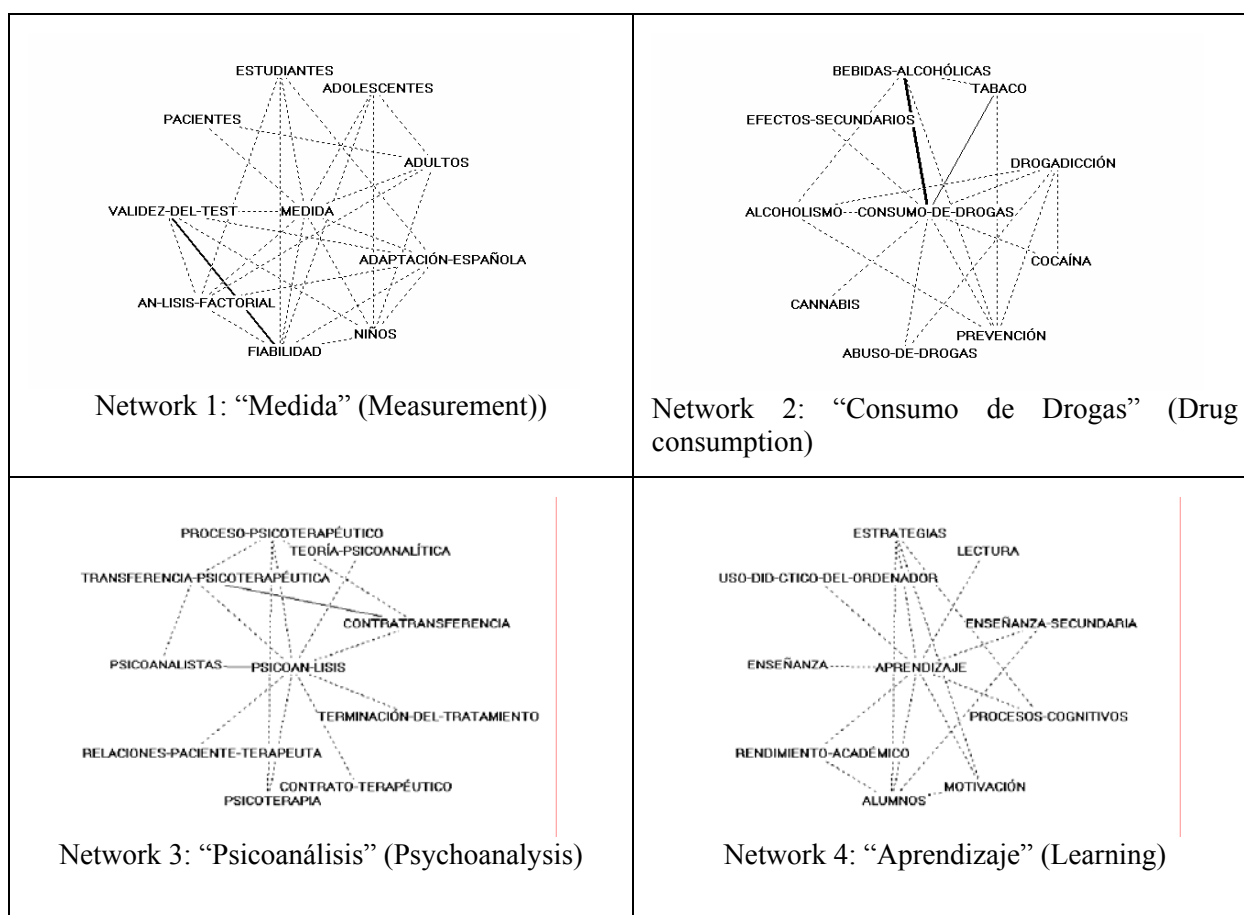 ESTUDIANTES
ADOLESCENTES
PACIENTES
ADULTOS
VALIDEZ-DEL-TEST
MEDIDA
ADAPTACIÓN-ESPAÑOLA
AN-LISIS-FACTORIAL
NIÑOS
FIABILIDAD
Network 1: “Medida” (Measurement))
BEBIDAS-ALCOHÓLICAS
TABACO
EFECTOS-SECUNDARIOS
DROGADICCIÓN
ALCOHOLISMO
CONSUMO-DE-DROGAS
COCAÍNA
CANNABIS
PREVENCIÓN
ABUSO-DE-DROGAS
Network 2: “Consumo de Drogas” (Drug
consumption)
PROCESO-PSICOTERAPÉUTICO
TEORÍA-PSICOANALÍTICA
TRANSFERENCIA-PSICOTERAPÉUTICA
CONTRATRANSFERENCIA
PSICOANALISTAS
PSICOAN-LISIS
TERMINACIÓN-DEL-TRATAMIENTO
RELACIONES-PACIENTE-TERAPEUTA
CONTRATO-TERAPÉUTICO
PSICOTERAPIA
Network 3: “Psicoanálisis” (Psychoanalysis)
ESTRATEGIAS
LECTURA
USO-DID-CTICO-DEL-ORDENADOR
ENSEÑANZA-SECUNDARIA
ENSEÑANZA
APRENDIZAJE
PROCESOS-COGNITIVOS
RENDIMIENTO-ACADÉMICO
MOTIVACIÓN
ALUMNOS
Network 4: “Aprendizaje” (Learning)